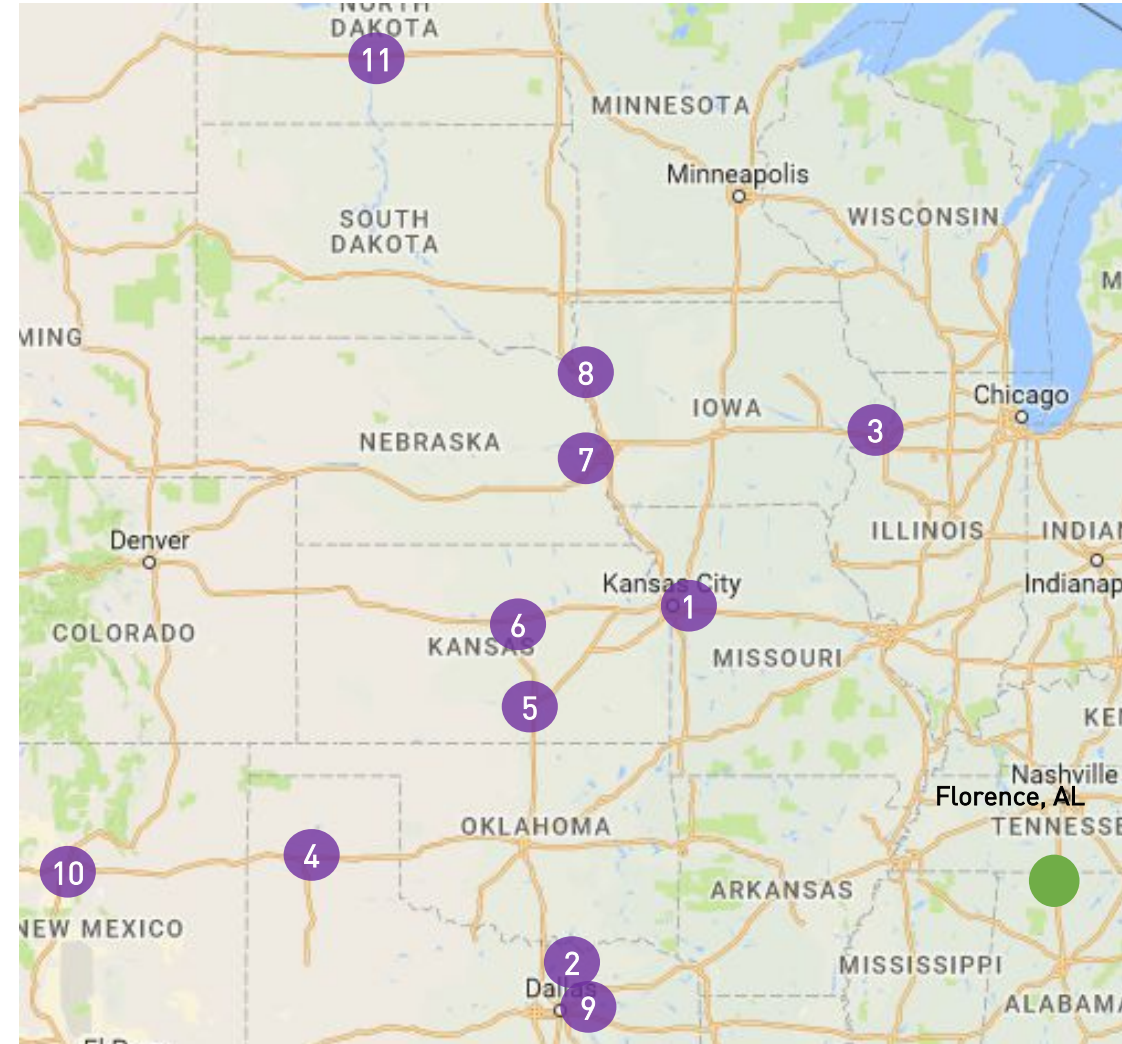 NORTH
DAKOTA
11
MINNESOTA
Minneapolis
WISCONSIN
SOUTH
DAKOTA
M
MING
8
Chicago
IOWA
3
NEBRASKA
7
ILLINOIS
INDIAN
Denver
Indianap
Kansas City
1
6
COLORADO
KANSAS
MISSOURI
5
KEN
Nashville
Florence, AL
OKLAHOMA
TENNESSE
4
10
ARKANSAS
NEW MEXICO
2
MISSISSIPPI
Dallas
9
ALABAMA